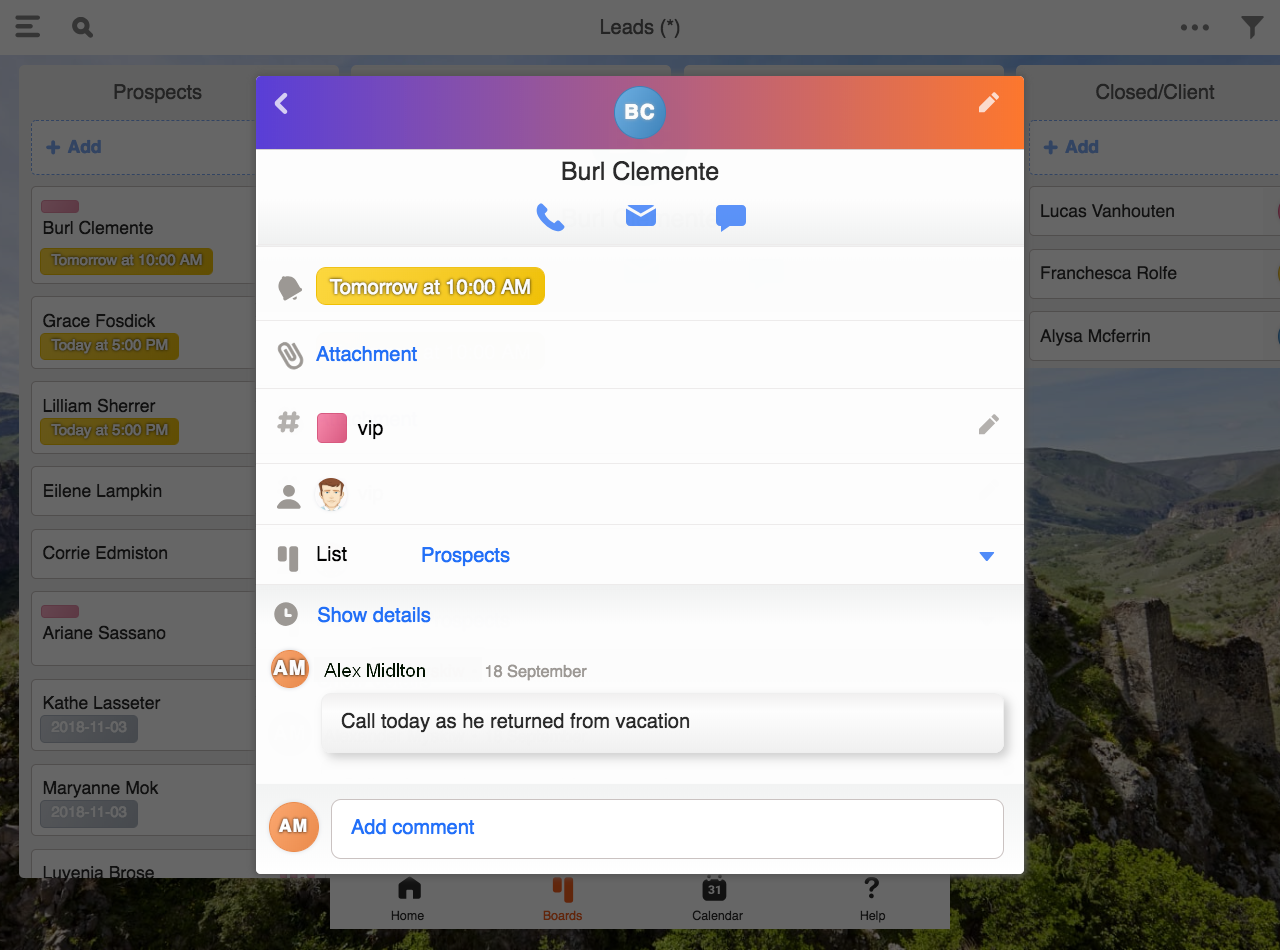 Leads (*)
Prospects
Closed/Client
+ Add
Burl Clemente
Tomorrow at 10:00 AM
Grace Fosdick
Today at 5:00 PM
Lilliam Sherrer
Today at 5:00 PM
Eilene Lampkin
Corrie Edmiston
Ariane Sassano
Kathe Lasseter
2018-11-03
Maryanne Mok
2018-11-03
Luvenia Brose
BC
Burl Clemente
Tomorrow at 10:00 AM
Attachment
# vip
List Prospects
Show details
AM Alex Midlton 18 September
Call today as he returned from vacation
AM Add comment
+ Add
Lucas Vanhouten
Franchesca Rolfe
Alysa Mcferrin
31 ?
Home Boards Calendar Help